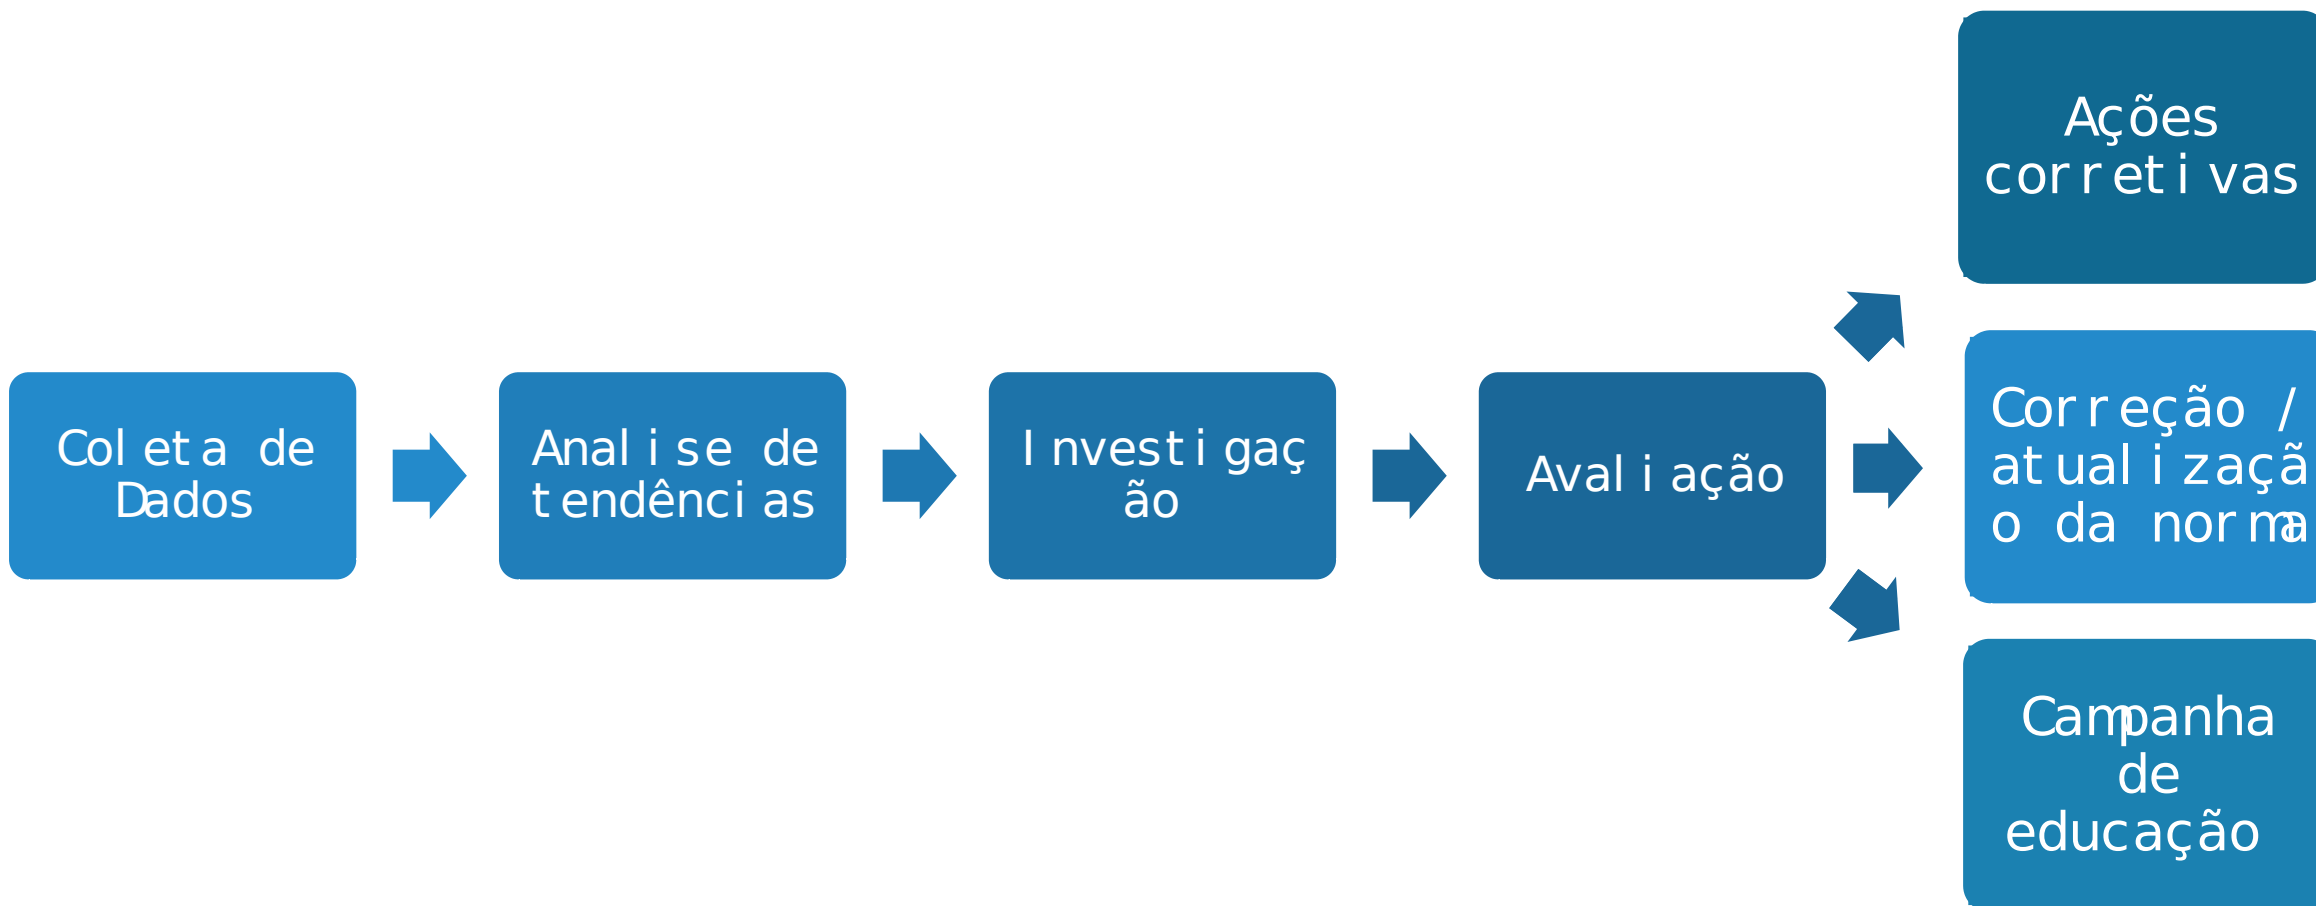 Coleta de
Dados
Analise de
tendências
Investigaç
ão
Avaliação
Ações
corretivas
Correção /
atualizaçã
o da norma
Campanha
de
educação